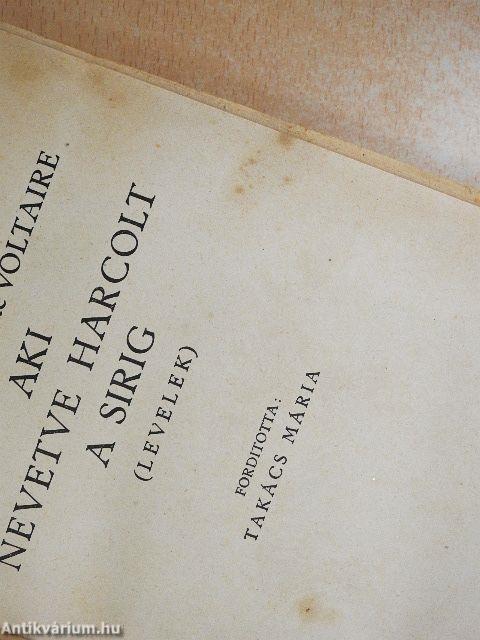 VOLTAIRE
AKI
NEVETVE HARCOLT
A SIRIG
(LEVELEK)
FORDITOTTA:
TAKÁCS MÁRIA
Antikvárium.hu